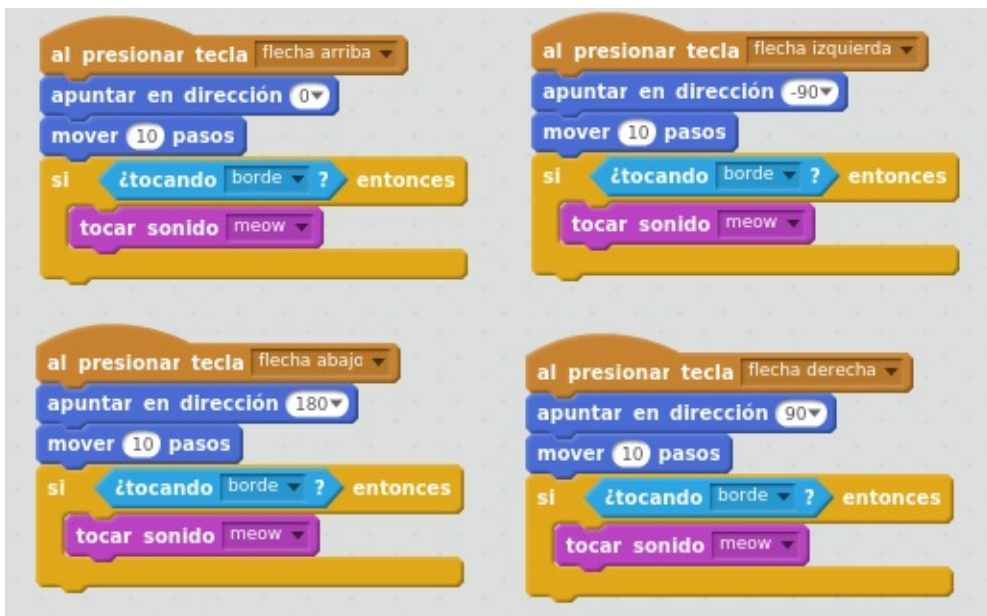 al presionar tecla flecha arriba
apuntar en dirección 0
mover 10 pasos
si ¿tocando borde ? entonces
tocar sonido meow
al presionar tecla flecha izquierda
apuntar en dirección -90
mover 10 pasos
si ¿tocando borde ? entonces
tocar sonido meow
al presionar tecla flecha abajo
apuntar en dirección 180
mover 10 pasos
si ¿tocando borde ? entonces
tocar sonido meow
al presionar tecla flecha derecha
apuntar en dirección 90
mover 10 pasos
si ¿tocando borde ? entonces
tocar sonido meow